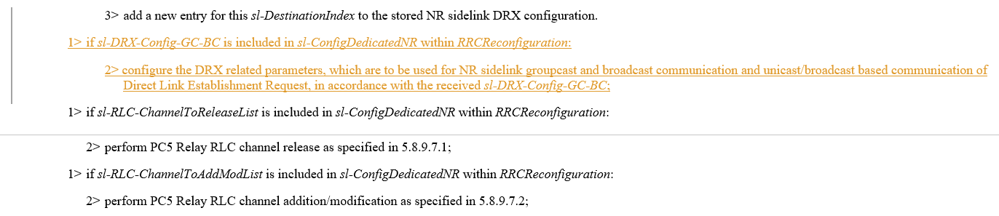 3> add a new entry for this sl-DestinationIndex to the stored NR sidelink DRX configuration.
1> if sl-DRX-Config-GC-BC is included in sl-ConfigDedicatedNR within RRCReconfiguration:
2> configure the DRX related parameters, which are to be used for NR sidelink groupcast and broadcast communication and unicast/broadcast based communication of
Direct Link Establishment Request, in accordance with the received sl-DRX-Config-GC-BC;
1> if sl-RLC-ChannelToReleaseList is included in sl-ConfigDedicatedNR within RRCReconfiguration:
2> perform PC5 Relay RLC channel release as specified in 5.8.9.7.1;
1> if sl-RLC-ChannelToAddModList is included in sl-ConfigDedicatedNR within RRCReconfiguration:
2> perform PC5 Relay RLC channel addition/modification as specified in 5.8.9.7.2;